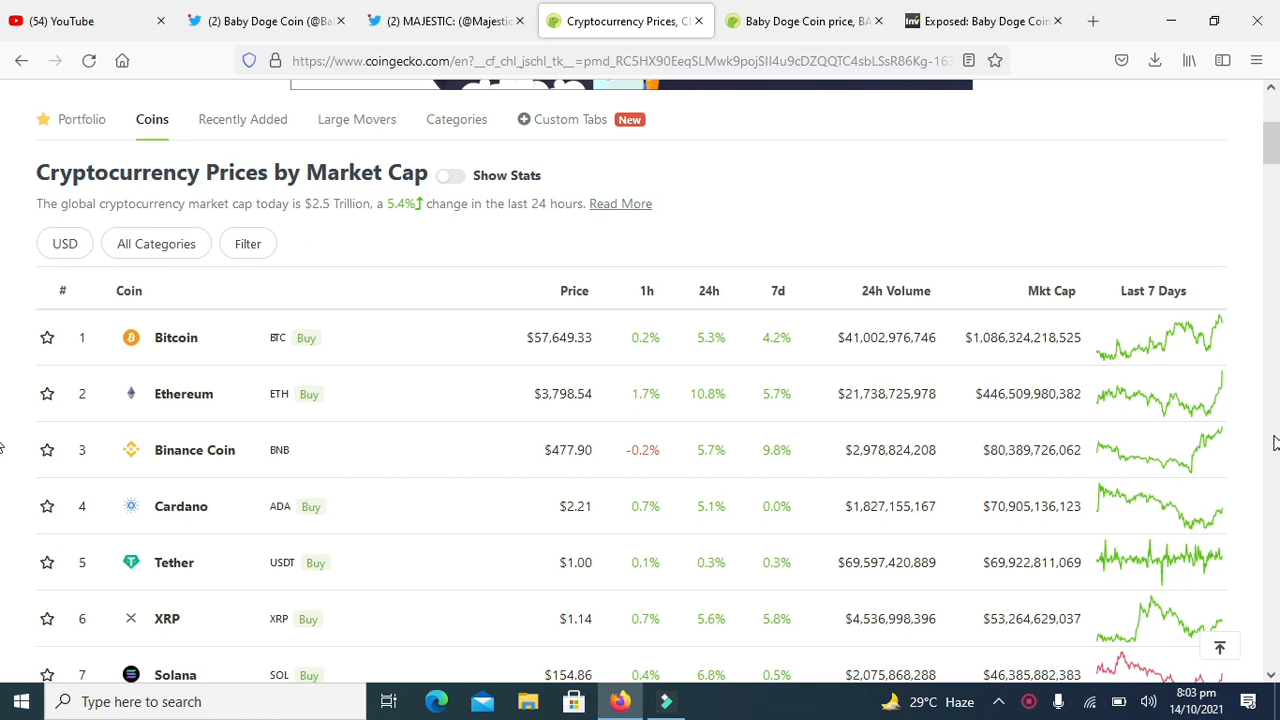 (54) YouTube
(2) Baby Doge Coin (@Ba
(2) MAJESTIC: (@Majestic
Cryptocurrency Prices, C
Baby Doge Coin price, BA
Inv Exposed: Baby Doge Coin
https://www.coingecko.com/en?__cf_chl_jschl_tk__=pmd_RC5HX90EeqSLMwk9pojSII4u9cDZQQTC4sbLSsR86Kg-16
Portfolio Coins Recently Added Large Movers Categories Custom Tabs New
Cryptocurrency Prices by Market Cap Show Stats
The global cryptocurrency market cap today is $2.5 Trillion, a 5.4% change in the last 24 hours. Read More
USD All Categories Filter
# Coin Price 1h 24h 7d 24h Volume Mkt Cap Last 7 Days
1 Bitcoin BTC Buy $57,649.33 0.2% 5.3% 4.2% $41,002,976,746 $1,086,324,218,525
2 Ethereum ETH Buy $3,798.54 1.7% 10.8% 5.7% $21,738,725,978 $446,509,980,382
3 Binance Coin BNB $477.90 -0.2% 5.7% 9.8% $2,978,824,208 $80,389,726,062
4 Cardano ADA Buy $2.21 0.7% 5.1% 0.0% $1,827,155,167 $70,905,136,123
5 Tether USDT Buy $1.00 0.1% 0.3% 0.3% $69,597,420,889 $69,922,811,069
6 XRP XRP Buy $1.14 0.7% 5.6% 5.8% $4,536,998,396 $53,264,629,037
7 Solana SOL Buy $154.86 0.4% 6.8% 0.5% $2,075,868,288 $46,385,882,383
Type here to search
29°C Haze
8:03 pm
14/10/2021